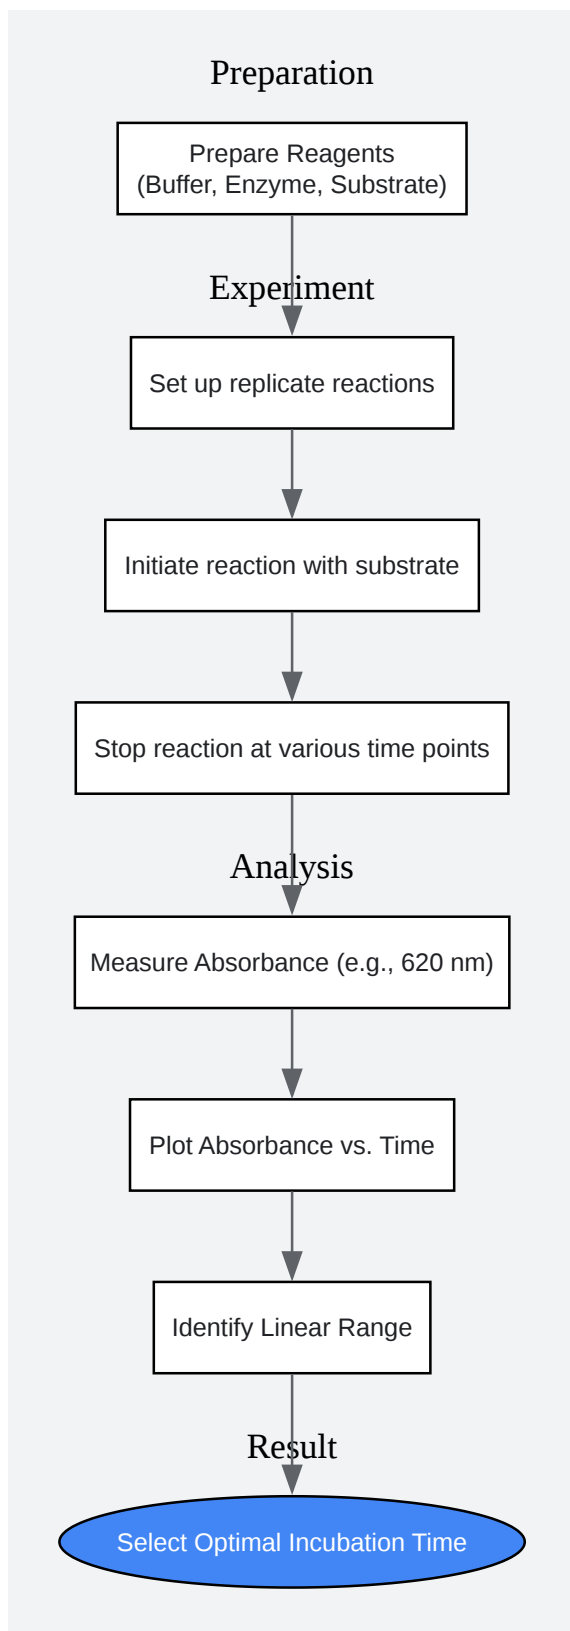 Preparation
Prepare Reagents
(Buffer, Enzyme, Substrate)
Experiment
Set up replicate reactions
Initiate reaction with substrate
Stop reaction at various time points
Analysis
Measure Absorbance (e.g., 620 nm)
Plot Absorbance vs. Time
Identify Linear Range
Result
Select Optimal Incubation Time